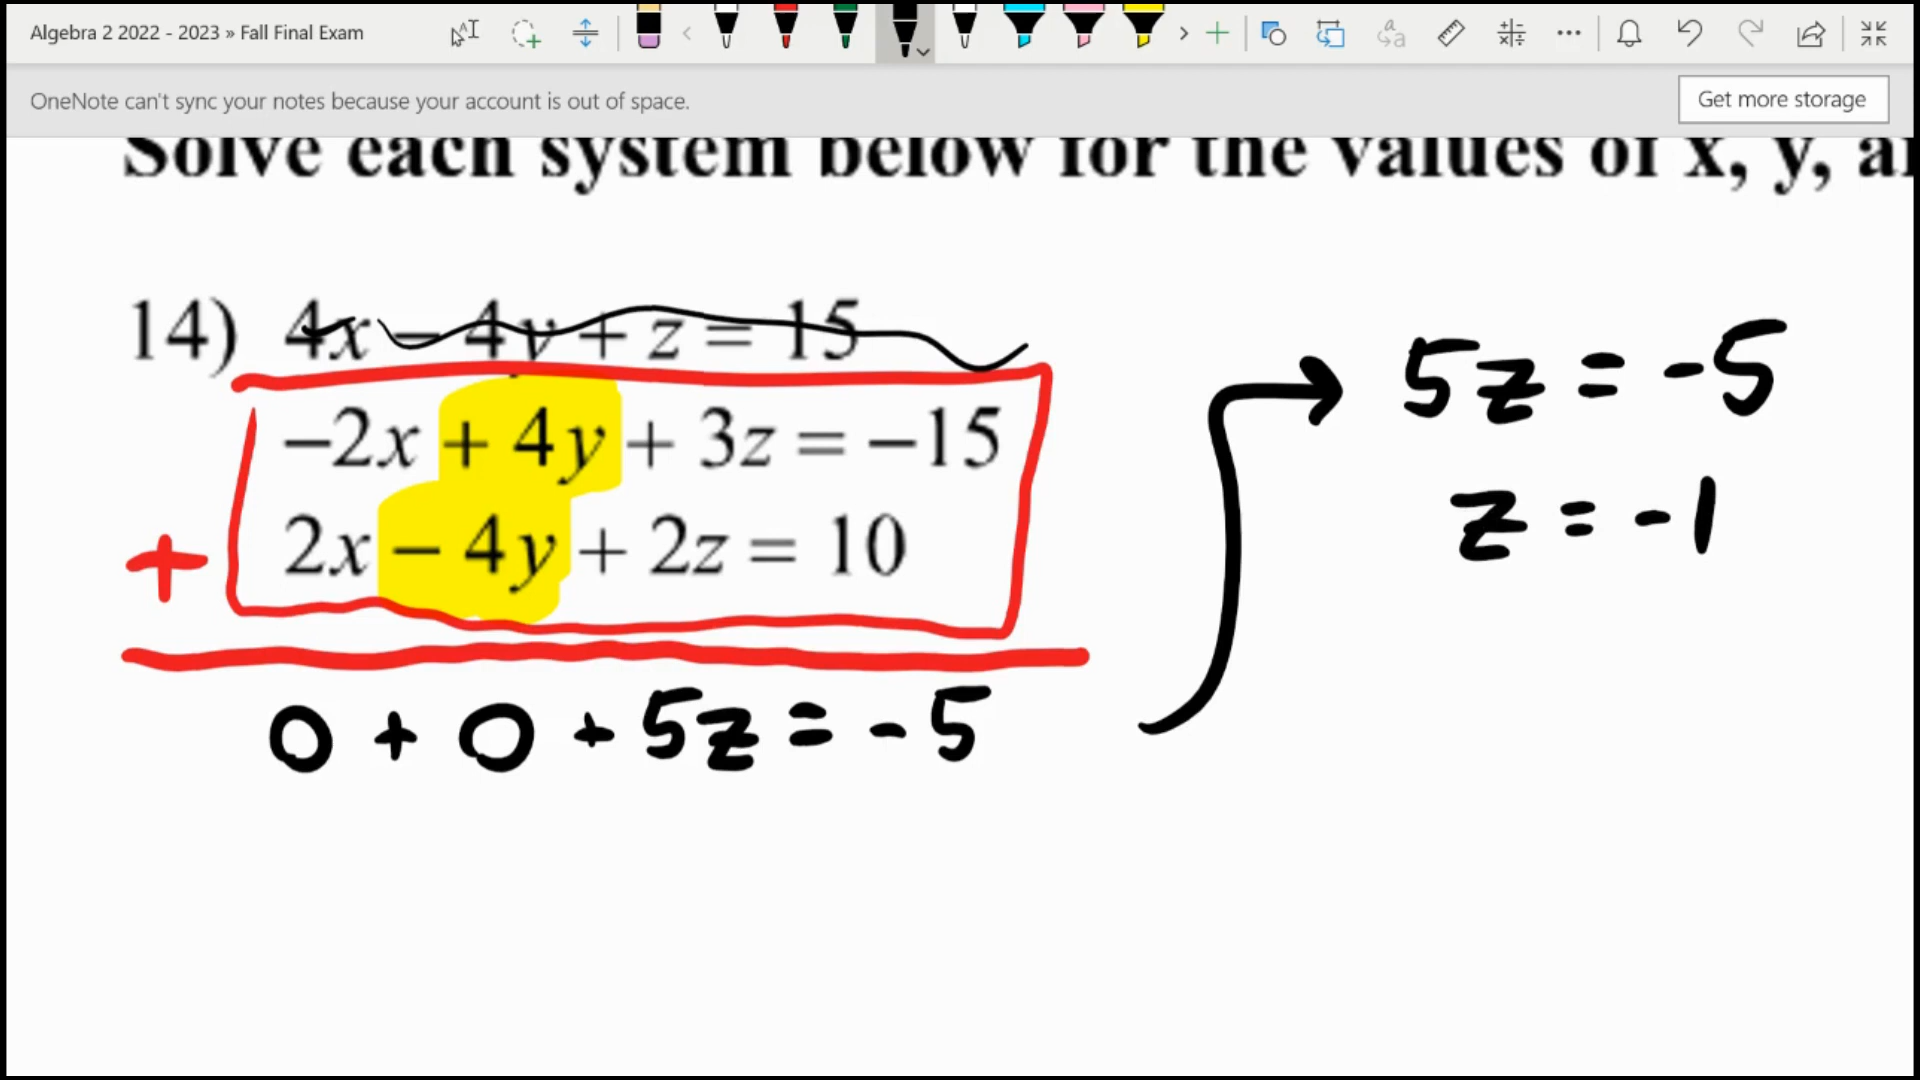 Algebra 2 2022 - 2023 » Fall Final Exam
OneNote can't sync your notes because your account is out of space.
Get more storage
Solve each system below for the values of x, y,
14) 4x − 4y + z = 15
−2x + 4y + 3z = −15
2x − 4y + 2z = 10
+
0 + 0 + 5z = -5
5z = -5
z = -1